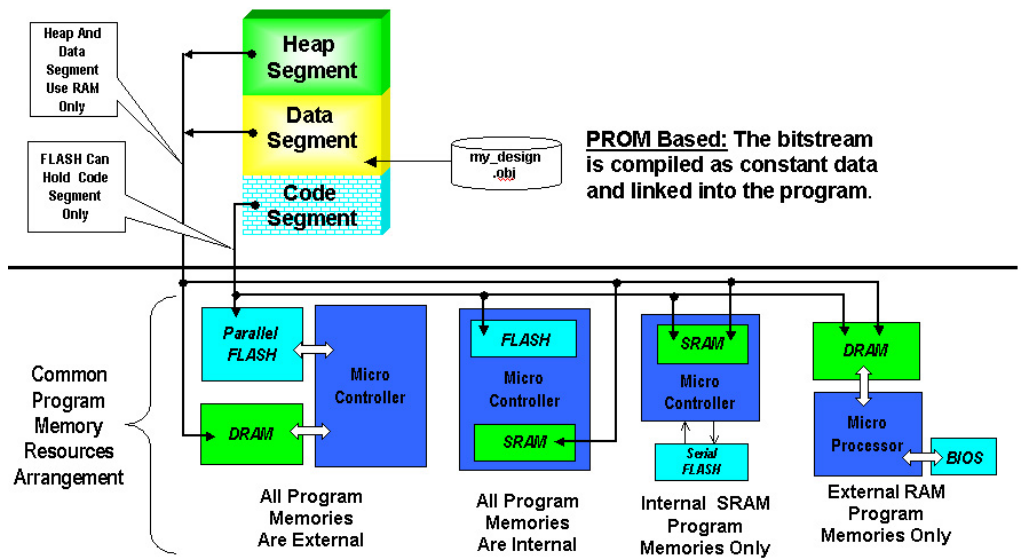 Heap And
Data
Segment
Use RAM
Only
FLASH Can
Hold Code
Segment
Only
Heap
Segment
Data
Segment
Code
Segment
my_design
.obj
PROM Based: The bitstream
is compiled as constant data
and linked into the program.
Common
Program
Memory
Resources
Arrangement
Parallel
FLASH
DRAM
Micro
Controller
All Program
Memories
Are External
FLASH
Micro
Controller
SRAM
All Program
Memories
Are Internal
SRAM
Micro
Controller
Serial
FLASH
Internal SRAM
Program
Memories Only
DRAM
Micro
Processor
BIOS
External RAM
Program
Memories Only